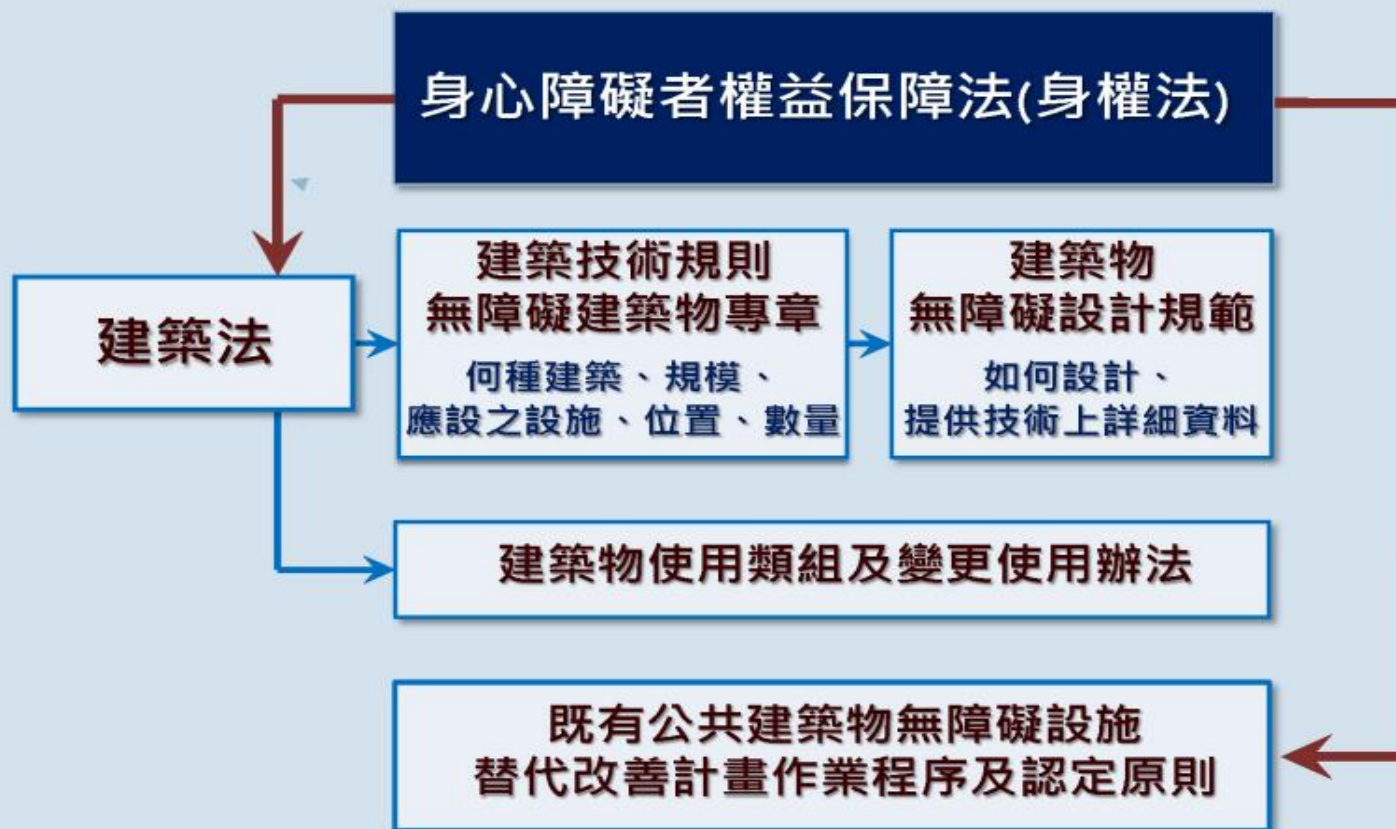 身心障礙者權益保障法(身權法)
建築法
建築技術規則
無障礙建築物專章
何種建築、規模、
應設之設施、位置、數量
建築物
無障礙設計規範
如何設計、
提供技術上詳細資料
建築物使用類組及變更使用辦法
既有公共建築物無障礙設施
替代改善計畫作業程序及認定原則